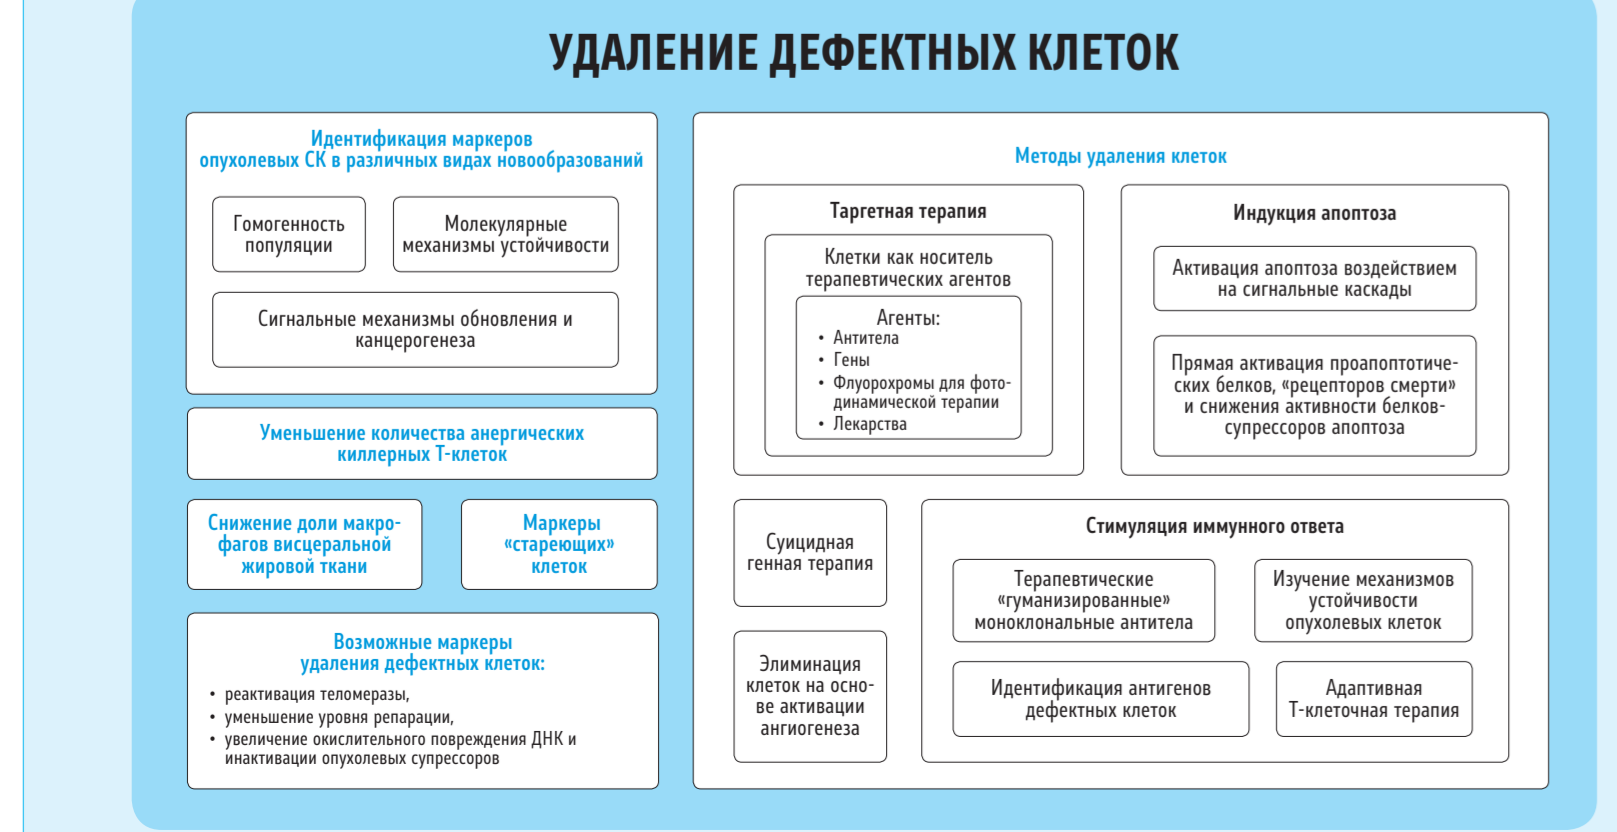 УДАЛЕНИЕ ДЕФЕКТНЫХ КЛЕТОК
Идентификация маркеров
опухолевых СК в различных видах новообразований
Гомогенность
популяции
Молекулярные
механизмы устойчивости
Сигнальные механизмы обновления и
канцерогенеза
Уменьшение количества анергических
киллерных Т-клеток
Снижение доли макро-
фагов висцеральной
жировой ткани
Маркеры
«стареющих»
клеток
Возможные маркеры
удаления дефектных клеток:
• реактивация теломеразы,
• уменьшение уровня репарации,
• увеличение окислительного повреждения ДНК и
инактивации опухолевых супрессоров
Методы удаления клеток
Таргетная терапия
Клетки как носитель
терапевтических агентов
Агенты:
• Антитела
• Гены
• Флуорохромы для фото-
динамической терапии
• Лекарства
Индукция апоптоза
Активация апоптоза воздействием
на сигнальные каскады
Прямая активация проапоптотиче-
ских белков, «рецепторов смерти»
и снижения активности белков-
супрессоров апоптоза
Суицидная
генная терапия
Элиминация
клеток на осно-
ве активации
ангиогенеза
Стимуляция иммунного ответа
Терапевтические
«гуманизированные»
моноклональные антитела
Изучение механизмов
устойчивости
опухолевых клеток
Идентификация антигенов
дефектных клеток
Адаптивная
Т-клеточная терапия